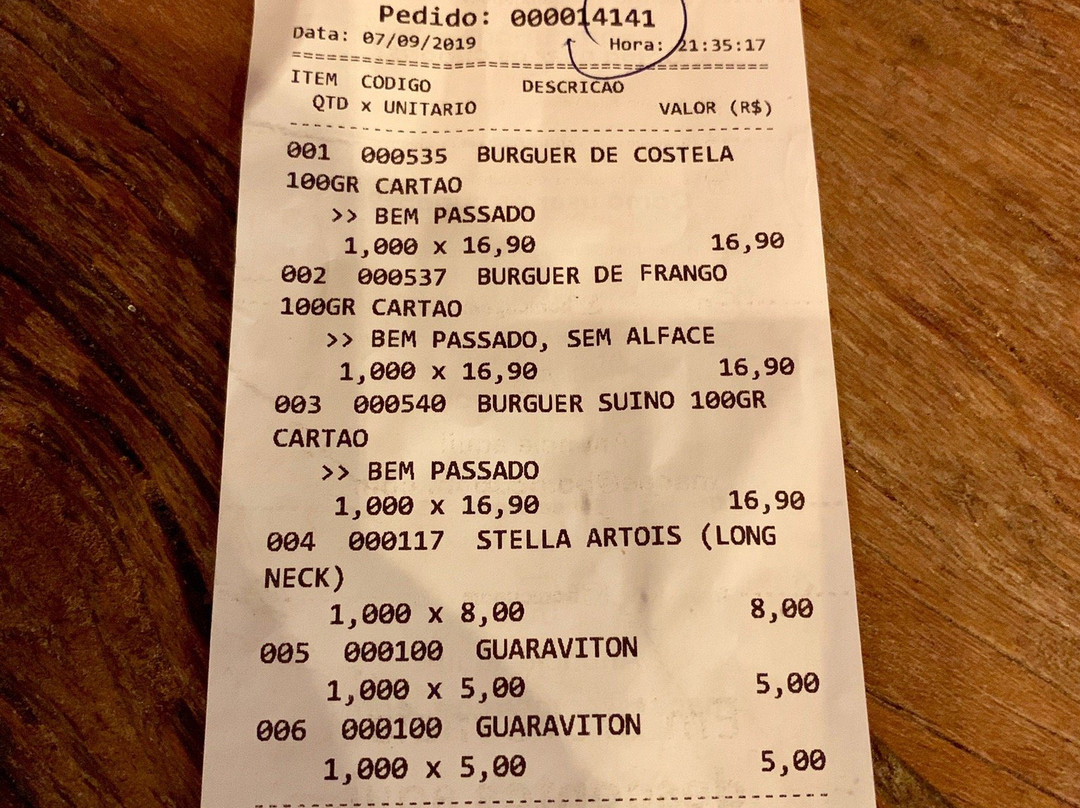 Pedido: 000014141
Data: 07/09/2019 Hora: 21:35:17
================================================
ITEM CODIGO DESCRICAO
QTD x UNITARIO VALOR (R$)
------------------------------------------------
001 000535 BURGUER DE COSTELA
100GR CARTAO
>> BEM PASSADO
1,000 x 16,90 16,90
002 000537 BURGUER DE FRANGO
100GR CARTAO
>> BEM PASSADO, SEM ALFACE
1,000 x 16,90 16,90
003 000540 BURGUER SUINO 100GR
CARTAO
>> BEM PASSADO
1,000 x 16,90 16,90
004 000117 STELLA ARTOIS (LONG
NECK)
1,000 x 8,00 8,00
005 000100 GUARAVITON
1,000 x 5,00 5,00
006 000100 GUARAVITON
1,000 x 5,00 5,00
------------------------------------------------